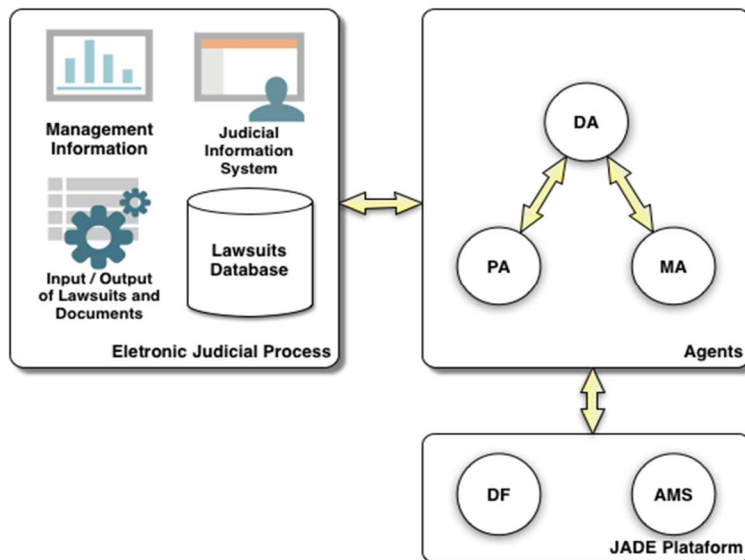 Management
Information
Judicial
Information
System
Input / Output
of Lawsuits and
Documents
Lawsuits
Database
Eletronic Judicial Process
DA
PA
MA
Agents
DF
AMS
JADE Plataform